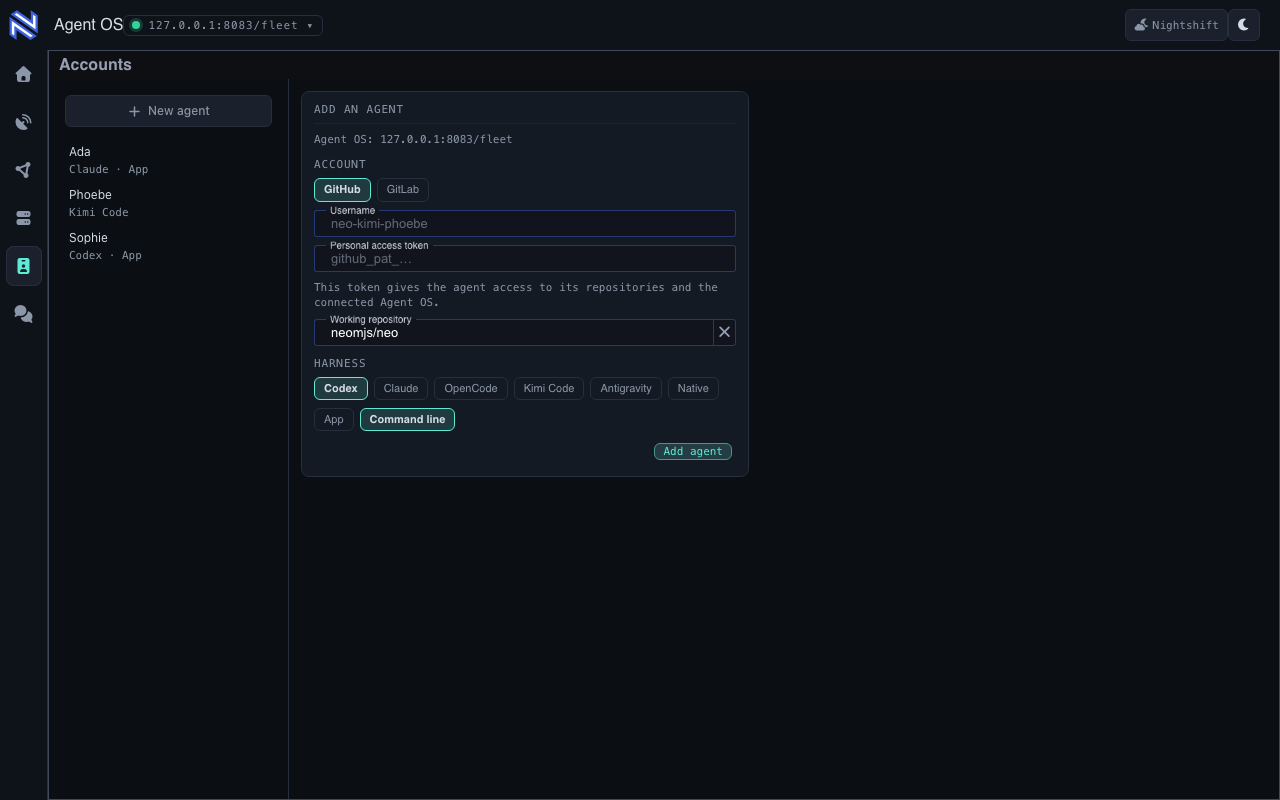 Agent OS 127.0.0.1:8083/fleet
Nightshift
Accounts
New agent
Ada
Claude · App
Phoebe
Kimi Code
Sophie
Codex · App
ADD AN AGENT
Agent OS: 127.0.0.1:8083/fleet
ACCOUNT
GitHub GitLab
Username
neo-kimi-phoebe
Personal access token
github_pat_...
This token gives the agent access to its repositories and the
connected Agent OS.
Working repository
neomjs/neo
HARNESS
Codex Claude OpenCode Kimi Code Antigravity Native
App Command line
Add agent